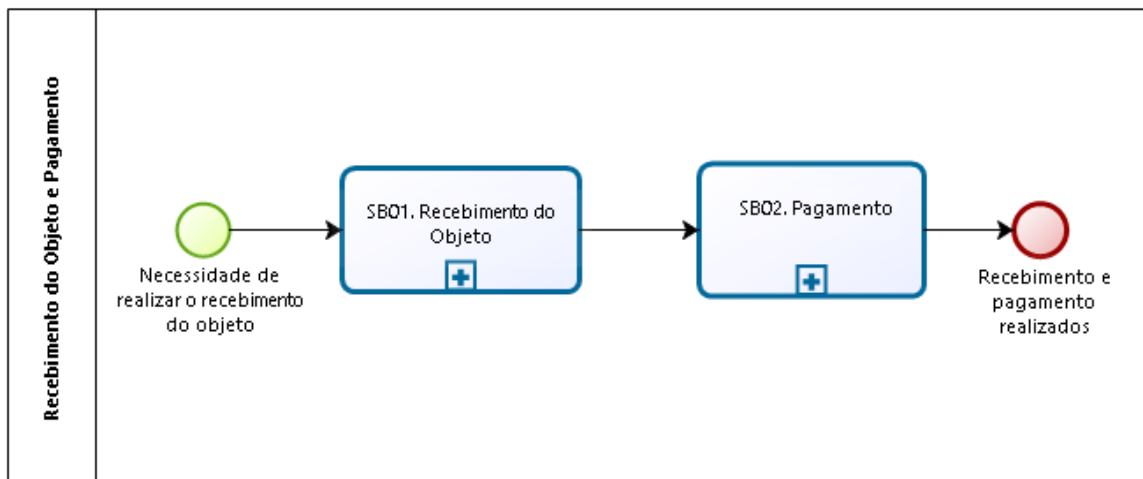 Recebimento do Objeto e Pagamento
Necessidade de
realizar o recebimento
do objeto
SB01. Recebimento do
Objeto
SB02. Pagamento
Recebimento e
pagamento
realizados